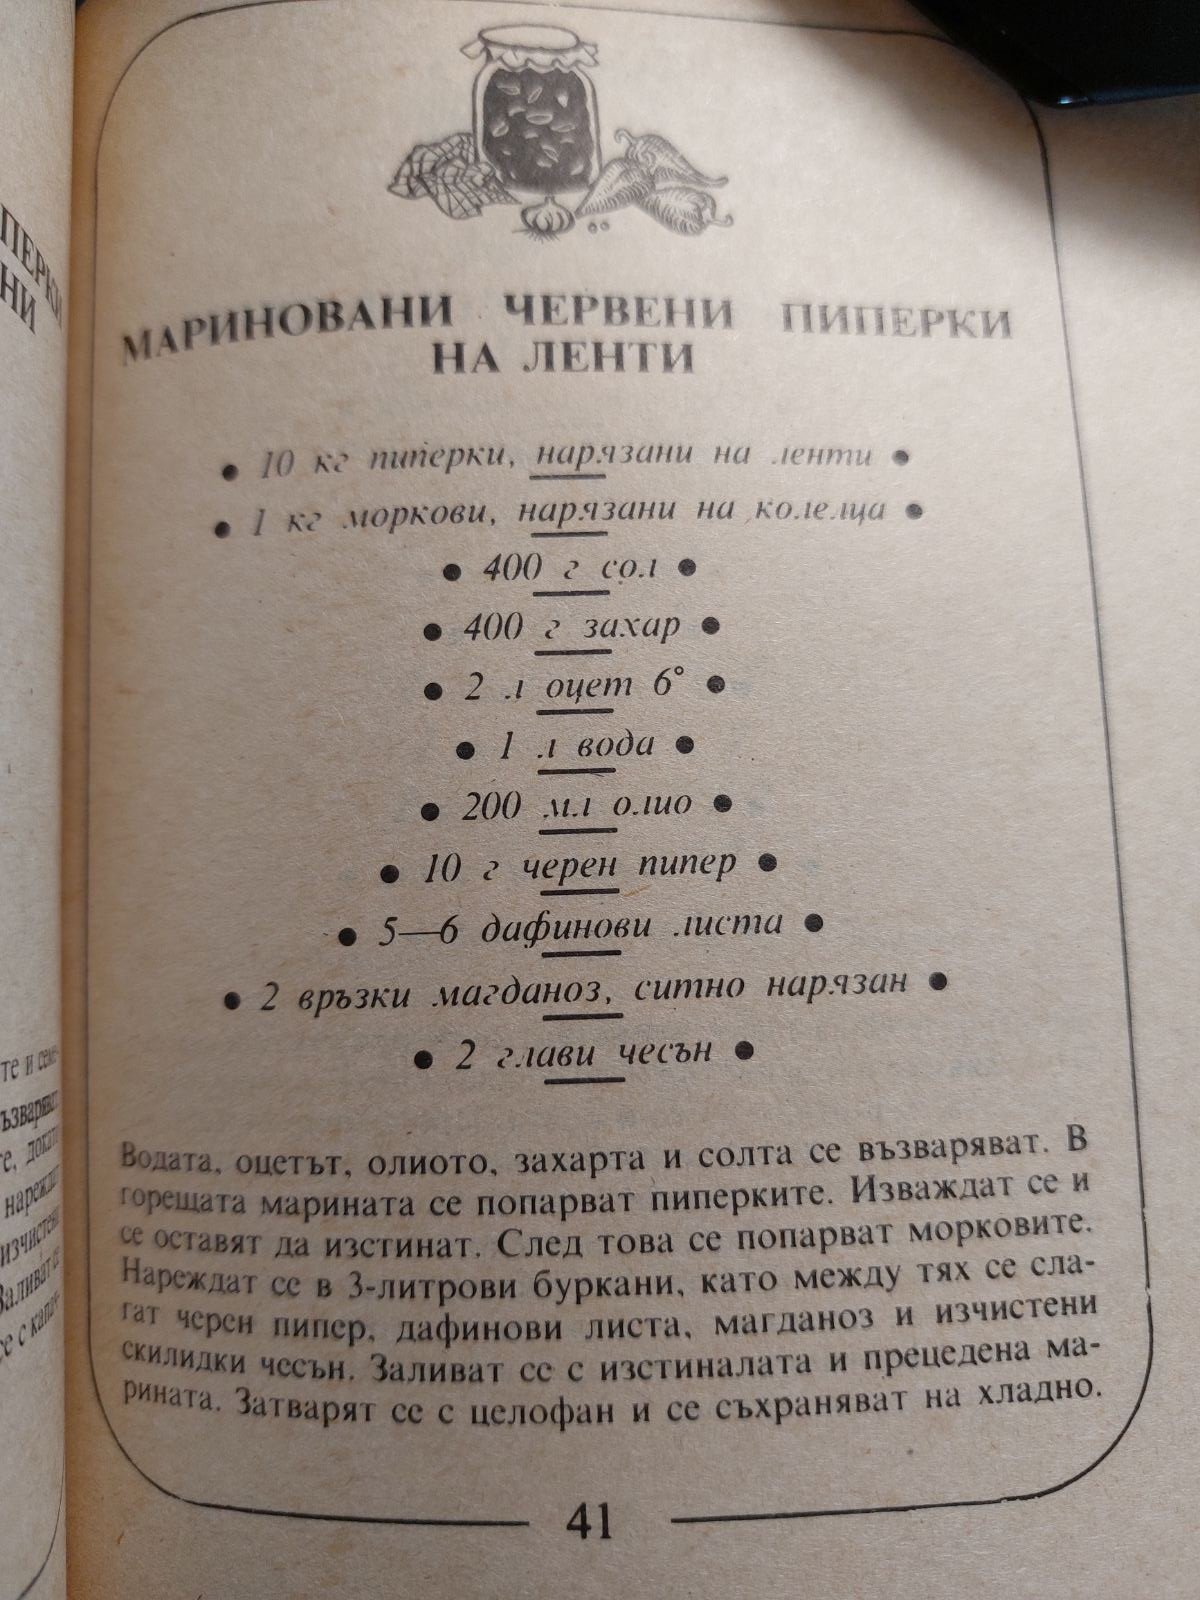 ПЕРКИ
НИ
МАРИНОВАНИ ЧЕРВЕНИ ПИПЕРКИ
НА ЛЕНТИ
● 10 кг пиперки, нарязани на ленти ●
● 1 кг моркови, нарязани на колелца ●
● 400 г сол ●
● 400 г захар ●
● 2 л оцет 6° ●
● 1 л вода ●
● 200 мл олио ●
● 10 г черен пипер ●
● 5—6 дафинови листа ●
● 2 връзки магданоз, ситно нарязан ●
● 2 глави чесън ●
те и семе-
Водата, оцетът, олиото, захарта и солта се възваряват. В
горещата марината се попарват пиперките. Изваждат се и
се оставят да изстинат. След това се попарват морковите.
Нареждат се в 3-литрови буркани, като между тях се сла-
гат черен пипер, дафинови листа, магданоз и изчистени
скилидки чесън. Заливат се с изстиналата и прецедена ма-
рината. Затварят се с целофан и се съхраняват на хладно.
41